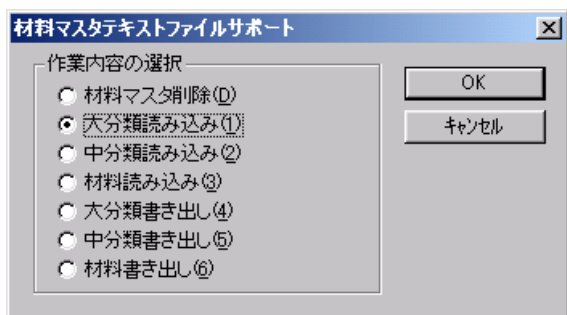 材料マスタテキストファイルサポート
作業内容の選択
材料マスタ削除(D)
大分類読み込み(1)
中分類読み込み(2)
材料読み込み(3)
大分類書き出し(4)
中分類書き出し(5)
材料書き出し(6)
OK
キャンセル